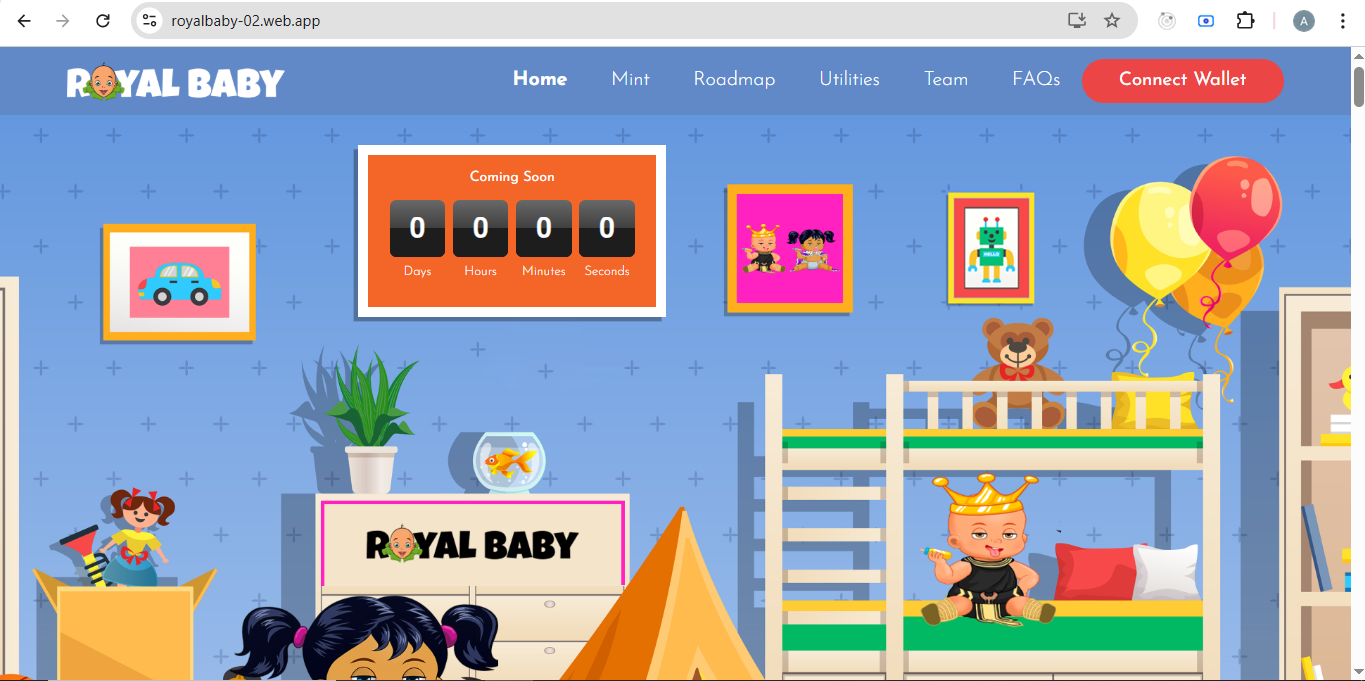 royalbaby-02.web.app
A
ROYAL BABY
Home Mint Roadmap Utilities Team FAQs Connect Wallet
Coming Soon
0 0 0 0
Days Hours Minutes Seconds
HELLO
ROYAL BABY